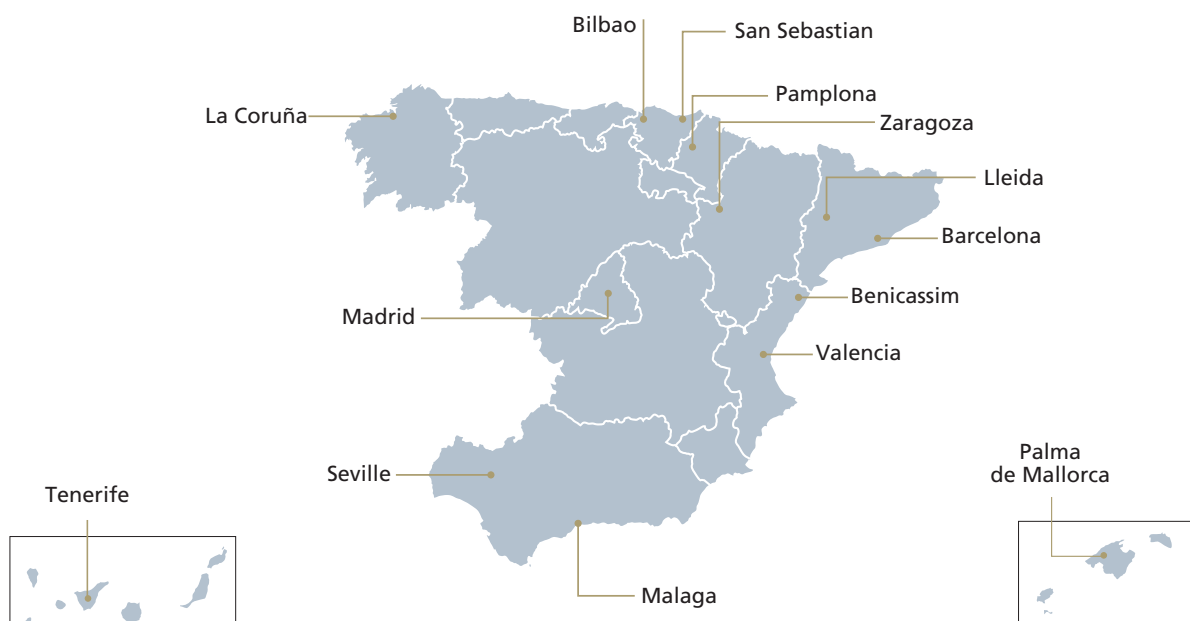 Bilbao
San Sebastian
Pamplona
La Coruña
Zaragoza
Lleida
Barcelona
Benicassim
Madrid
Valencia
Seville
Palma
de Mallorca
Tenerife
Malaga